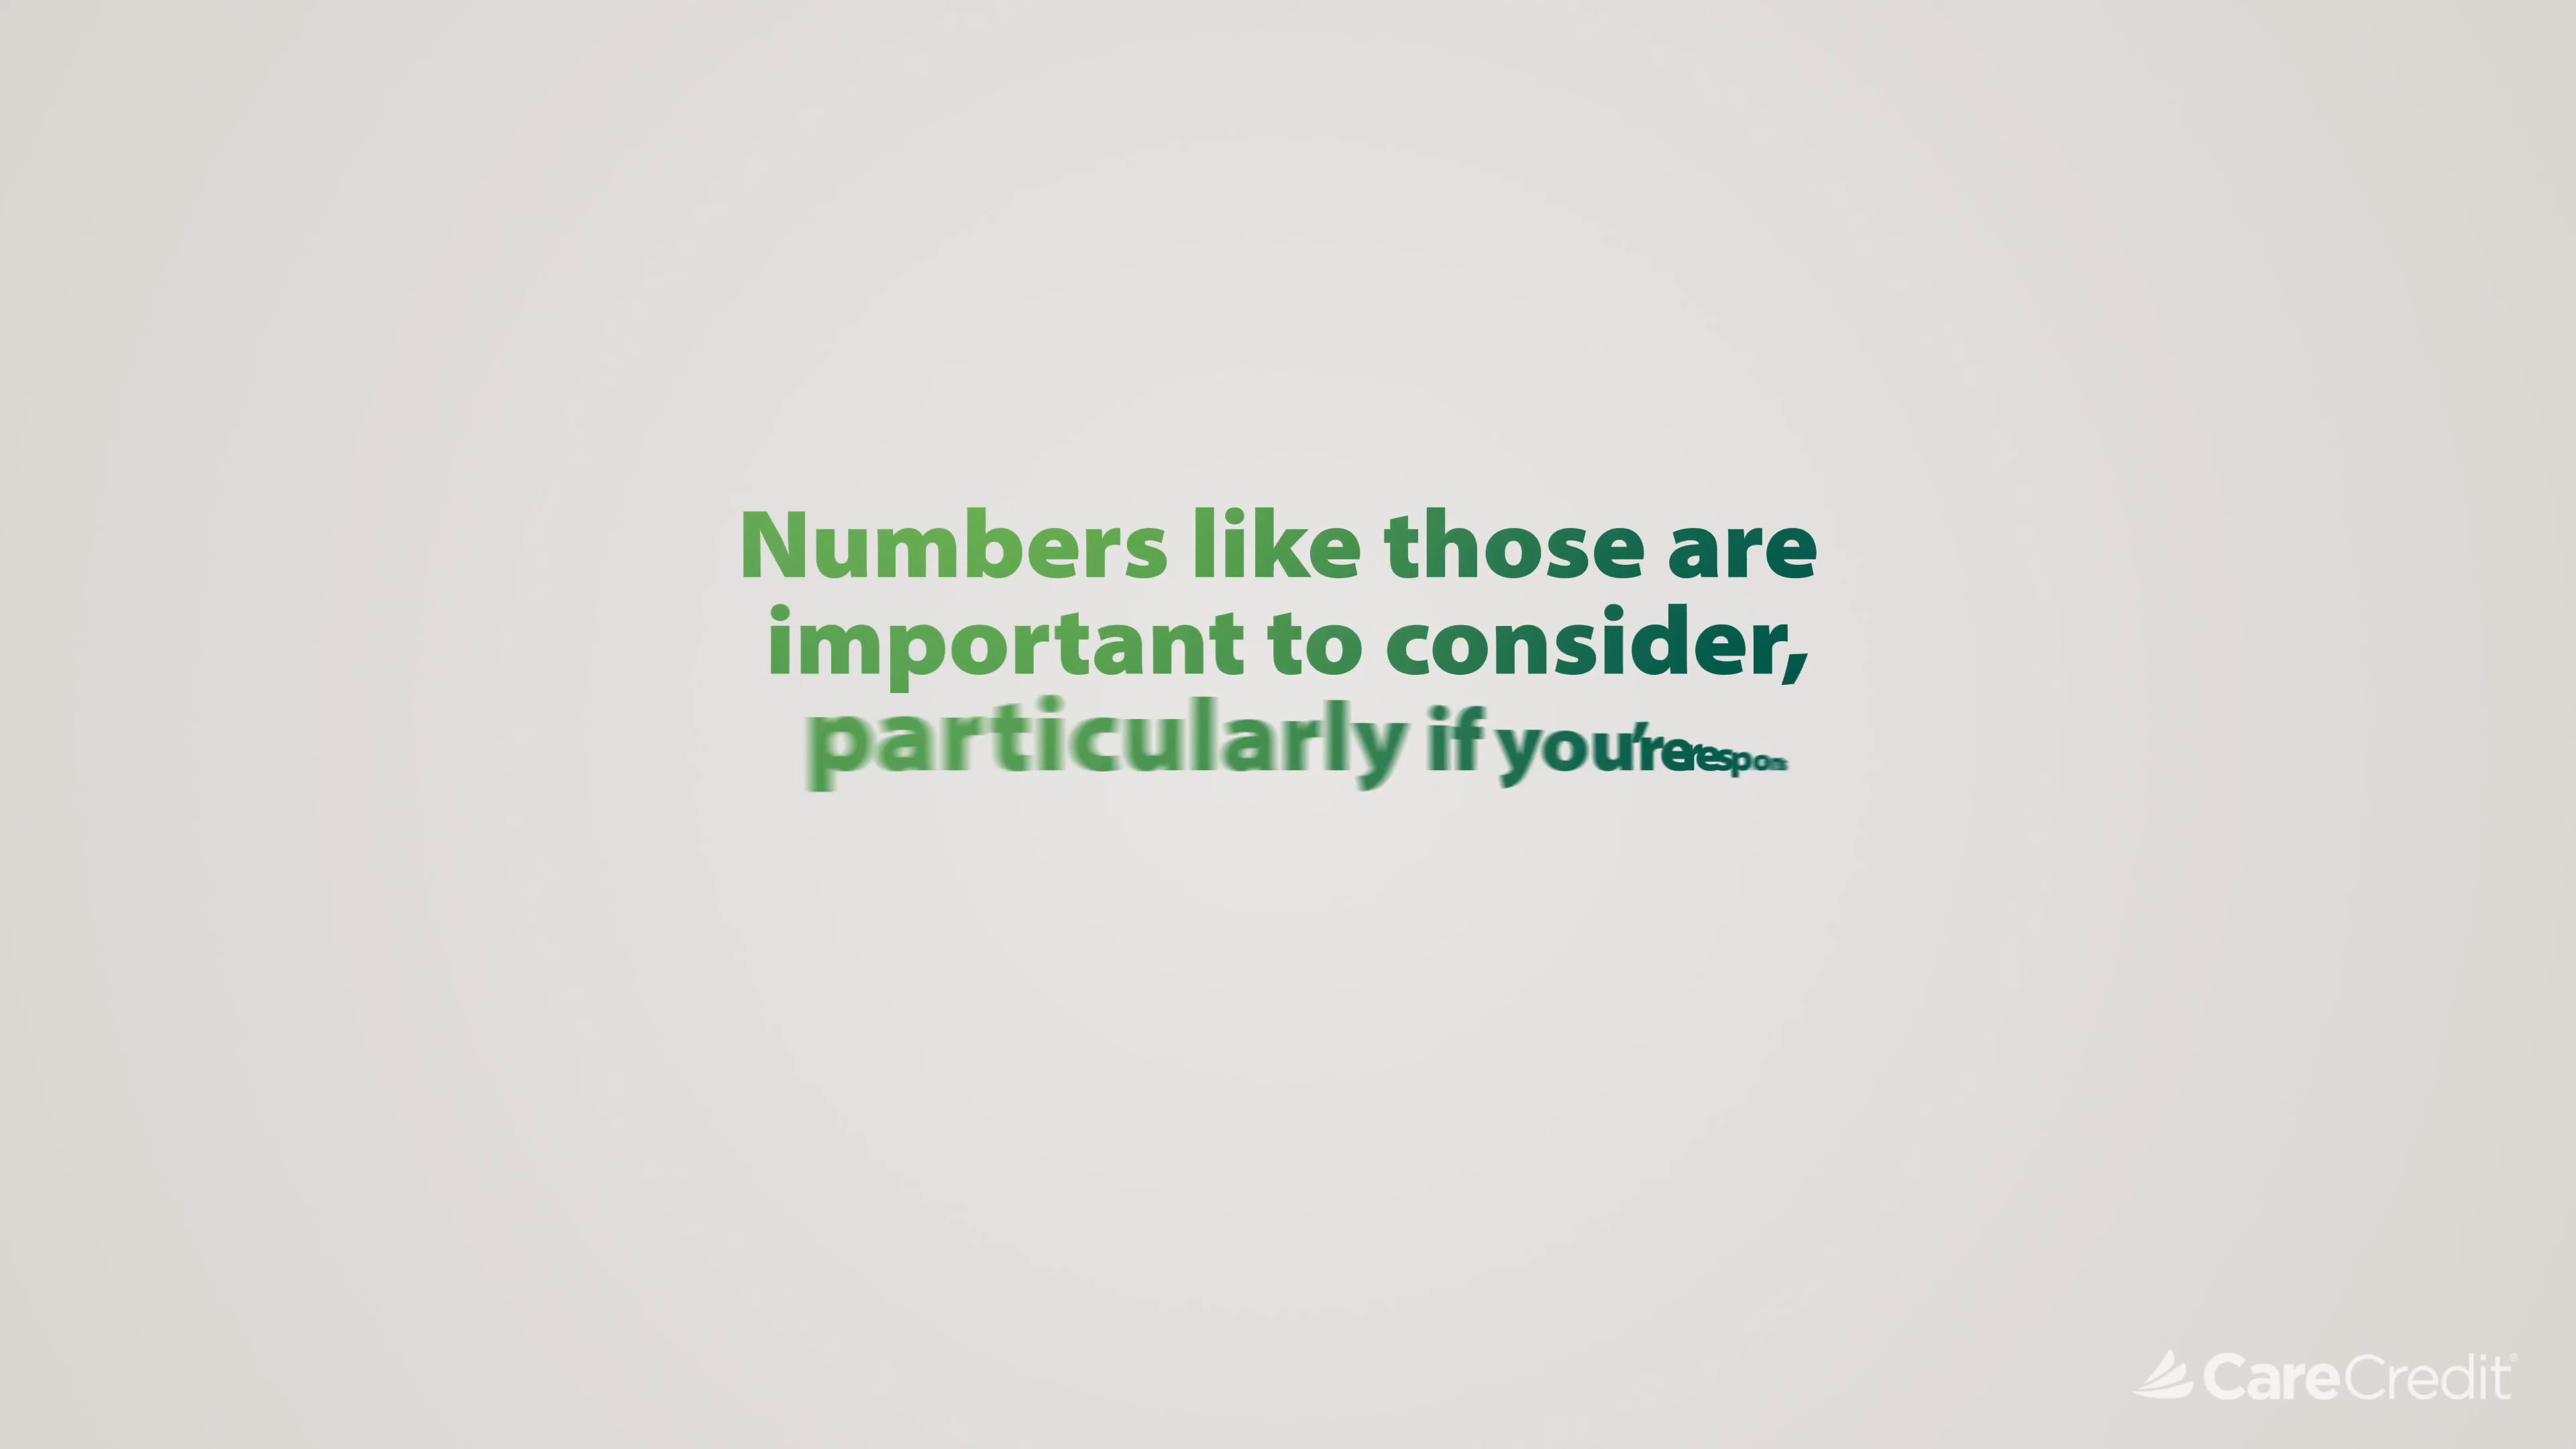 Numbers like those are
important to consider,
particularly if you’re
CareCredit®